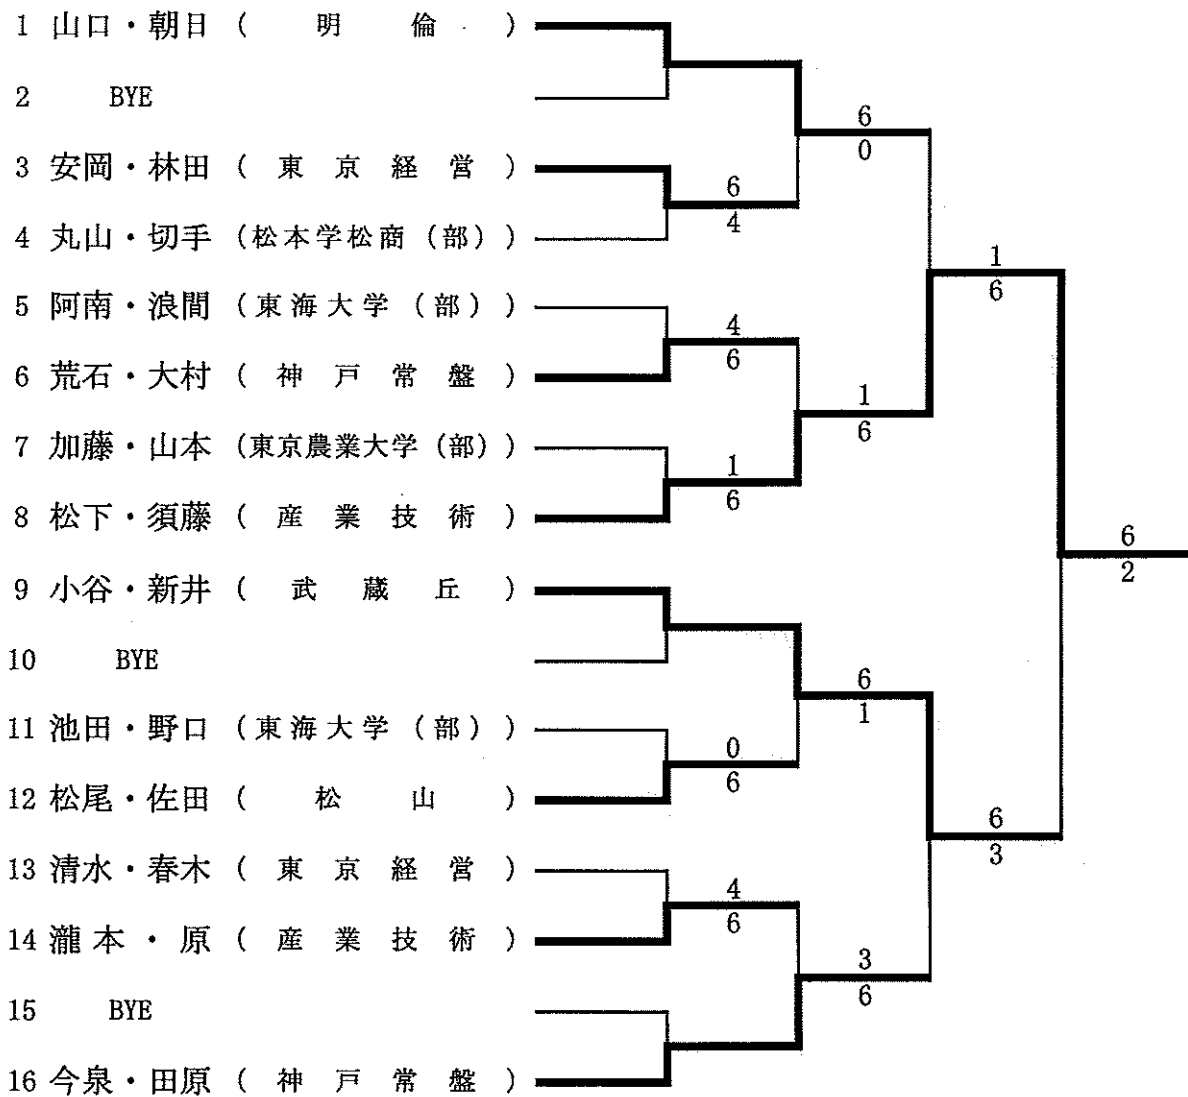 1 山口・朝日 ( 明 倫 )
2 BYE
6
0
3 安岡・林田 ( 東 京 経 営 )
6
4
4 丸山・切手 (松本学松商 (部) )
1
6
5 阿南・浪間 (東海大学 (部) )
4
6
6 荒石・大村 ( 神 戸 常 盤 )
1
6
7 加藤・山本 (東京農業大学 (部) )
1
6
8 松下・須藤 ( 産 業 技 術 )
6
2
9 小谷・新井 ( 武 蔵 丘 )
10 BYE
6
1
11 池田・野口 (東海大学 (部) )
0
6
12 松尾・佐田 ( 松 山 )
6
3
13 清水・春木 ( 東 京 経 営 )
4
6
14 瀧本・原 ( 産 業 技 術 )
3
6
15 BYE
16 今泉・田原 ( 神 戸 常 盤 )